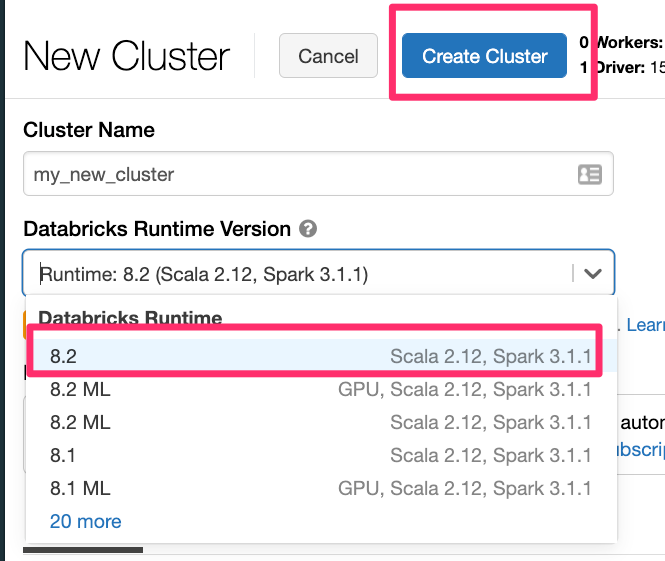 New Cluster
Cancel
Create Cluster
0 Workers:
1 Driver: 15
Cluster Name
my_new_cluster
Databricks Runtime Version ?
Runtime: 8.2 (Scala 2.12, Spark 3.1.1)
Databricks Runtime
. Learn
8.2 Scala 2.12, Spark 3.1.1
8.2 ML GPU, Scala 2.12, Spark 3.1.1
8.2 ML Scala 2.12, Spark 3.1.1
autor
8.1 Scala 2.12, Spark 3.1.1
ubscrip
8.1 ML GPU, Scala 2.12, Spark 3.1.1
20 more